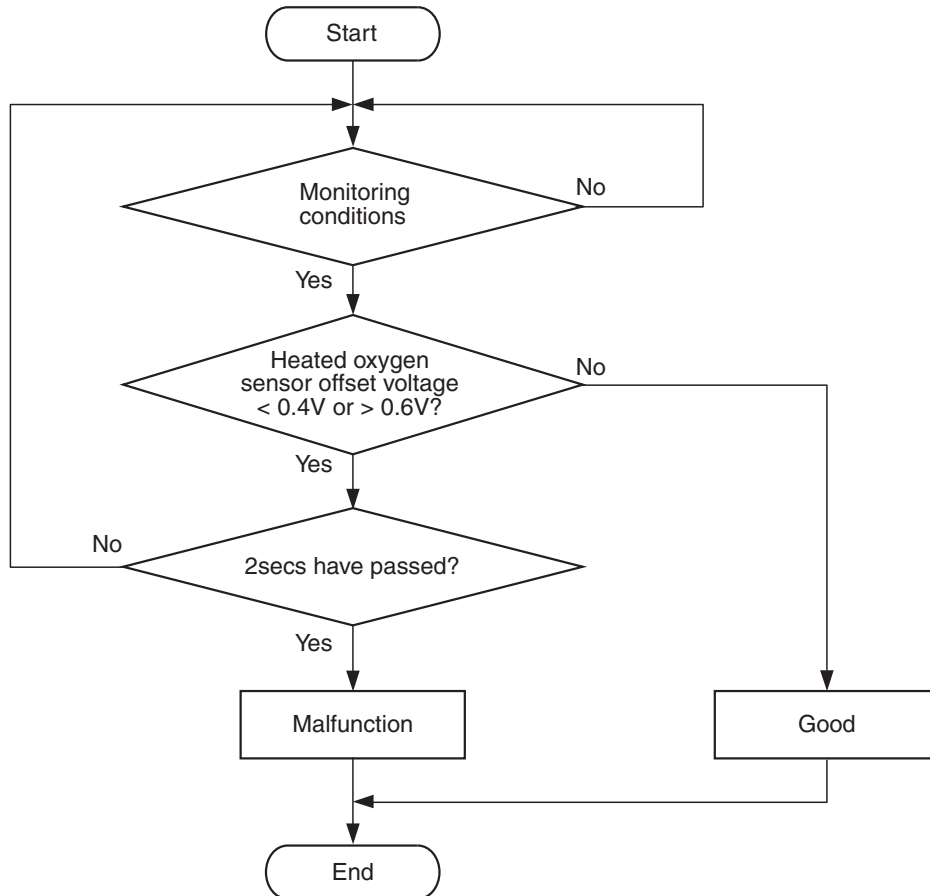 Start
Monitoring
conditions
No
Yes
Heated oxygen
sensor offset voltage
< 0.4V or > 0.6V?
No
Yes
No
2secs have passed?
Yes
Malfunction
Good
End